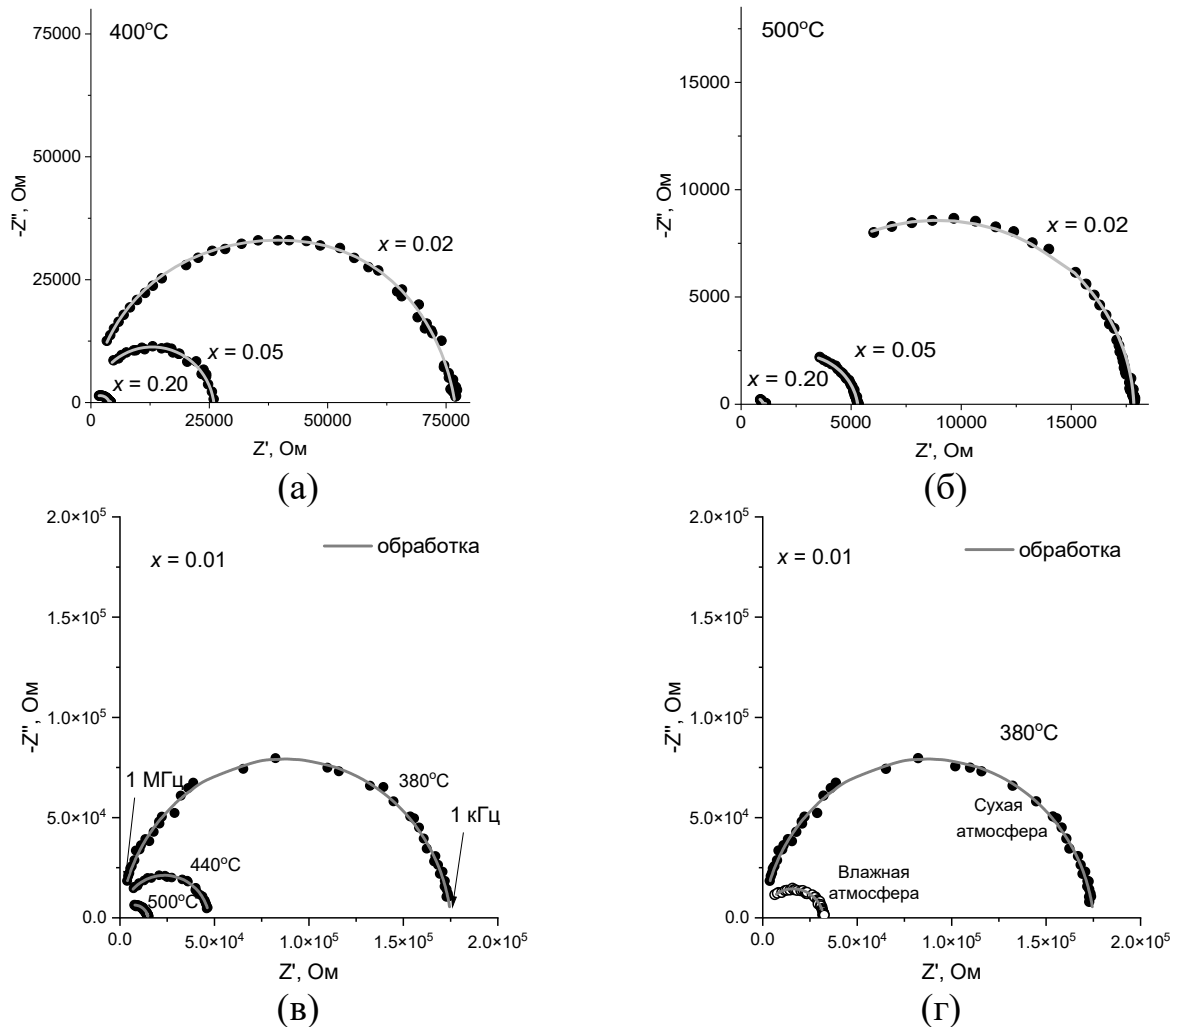 400°C
75000
50000
25000
0
-Z'', Ом
x = 0.02
x = 0.05
x = 0.20
0
25000
50000
75000
Z', Ом
(а)
500°C
15000
10000
5000
0
-Z'', Ом
x = 0.02
x = 0.05
x = 0.20
0
5000
10000
15000
Z', Ом
(б)
2.0×10⁵
1.5×10⁵
1.0×10⁵
5.0×10⁴
0.0
-Z'', Ом
x = 0.01
обработка
1 МГц
380°C
1 кГц
440°C
500°C
0.0
5.0×10⁴
1.0×10⁵
1.5×10⁵
2.0×10⁵
Z', Ом
(в)
2.0×10⁵
1.5×10⁵
1.0×10⁵
5.0×10⁴
0.0
-Z'', Ом
x = 0.01
обработка
380°C
Сухая
атмосфера
Влажная
атмосфера
0.0
5.0×10⁴
1.0×10⁵
1.5×10⁵
2.0×10⁵
Z', Ом
(г)